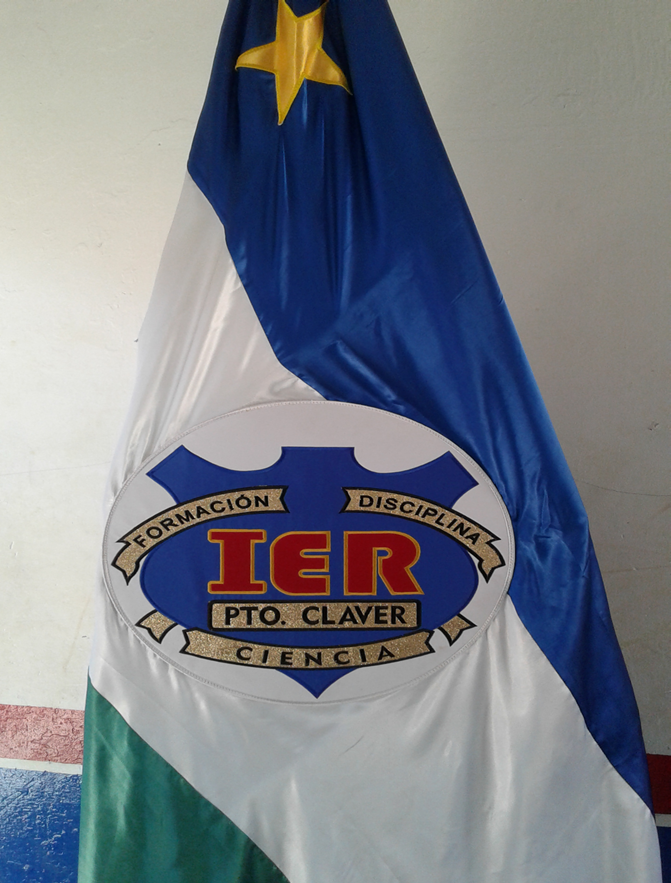 FORMACIÓN
DISCIPLINA
IER
PTO. CLAVER
CIENCIA